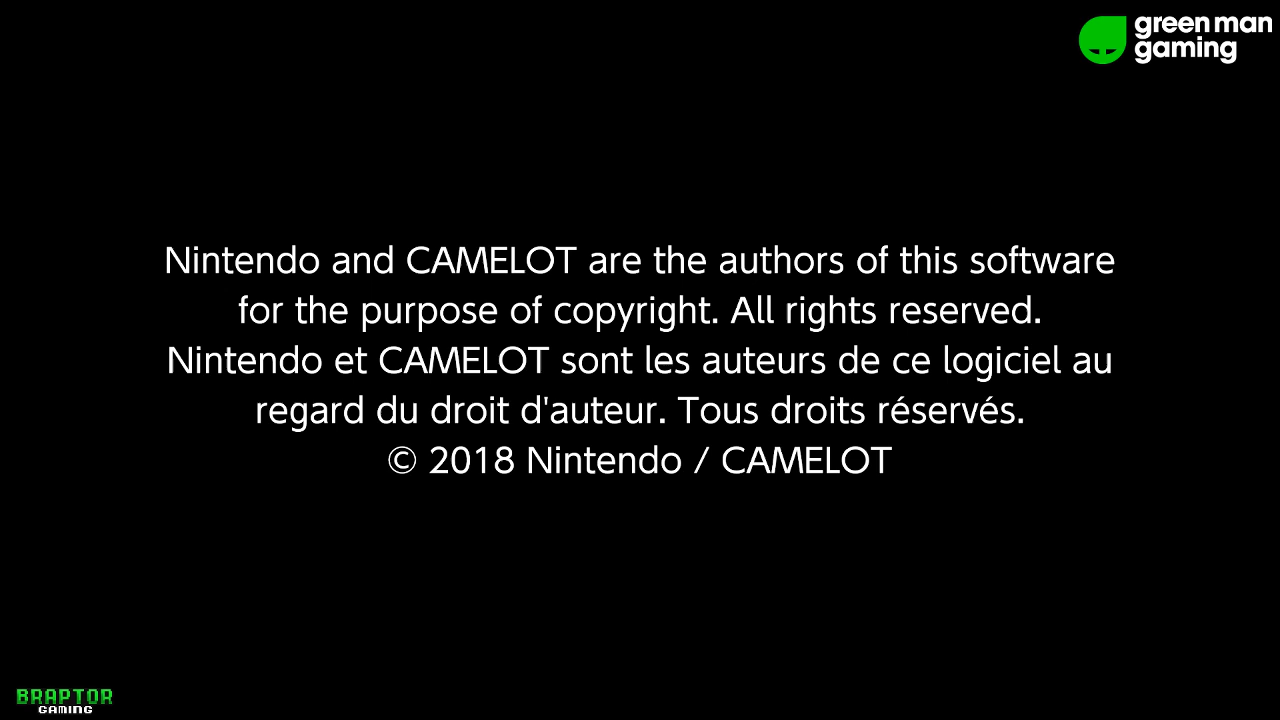 green man
gaming
Nintendo and CAMELOT are the authors of this software
for the purpose of copyright. All rights reserved.
Nintendo et CAMELOT sont les auteurs de ce logiciel au
regard du droit d'auteur. Tous droits réservés.
© 2018 Nintendo / CAMELOT
BRAPTOR
GAMING